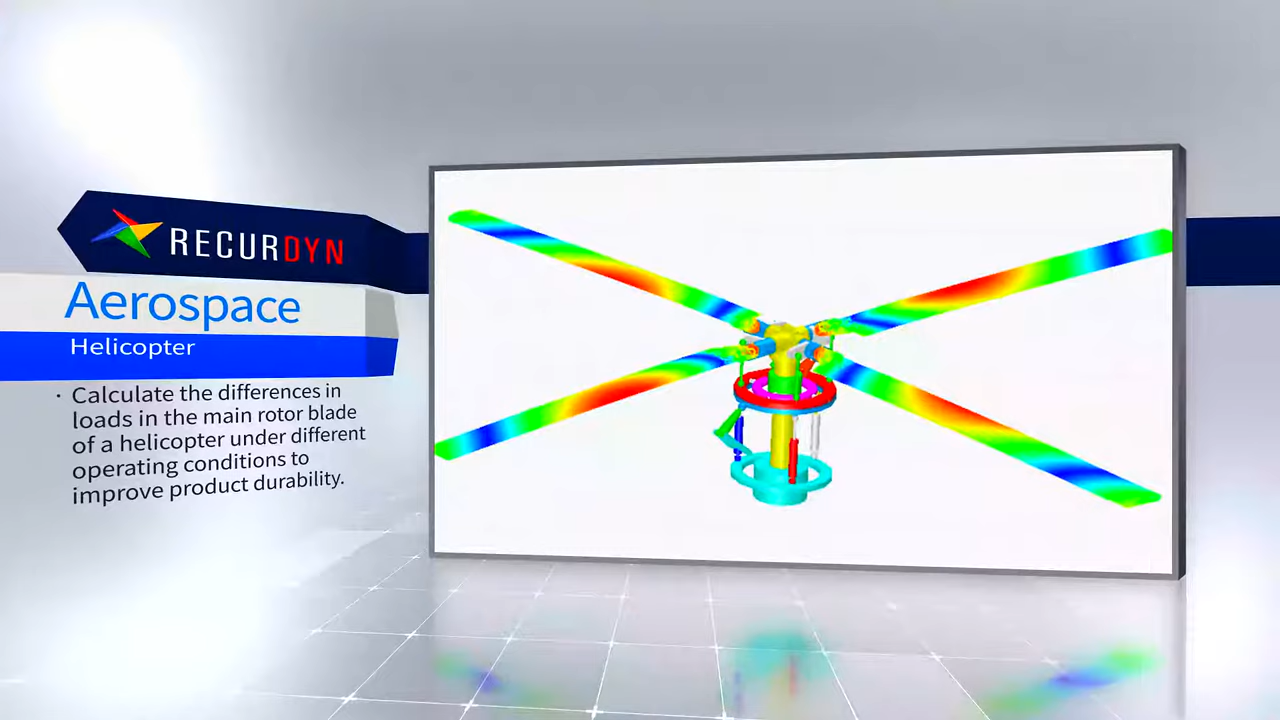 RECURDYN
Aerospace
Helicopter
· Calculate the differences in
loads in the main rotor blade
of a helicopter under different
operating conditions to
improve product durability.